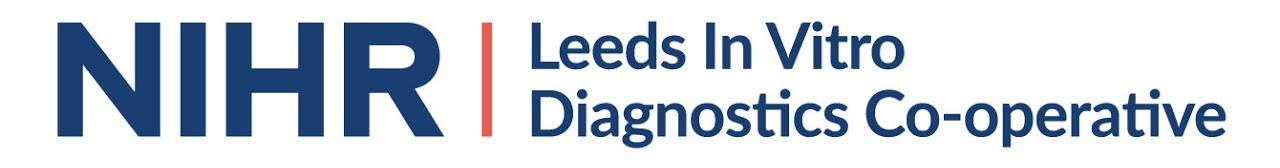 NIHR | Leeds In Vitro
Diagnostics Co-operative